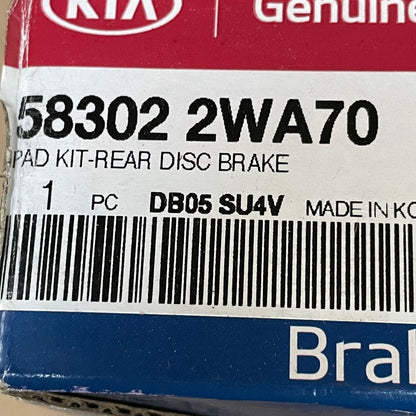 KIA Genuine
58302 2WA70
PAD KIT-REAR DISC BRAKE
1 PC DB05 SU4V MADE IN KO
Bra